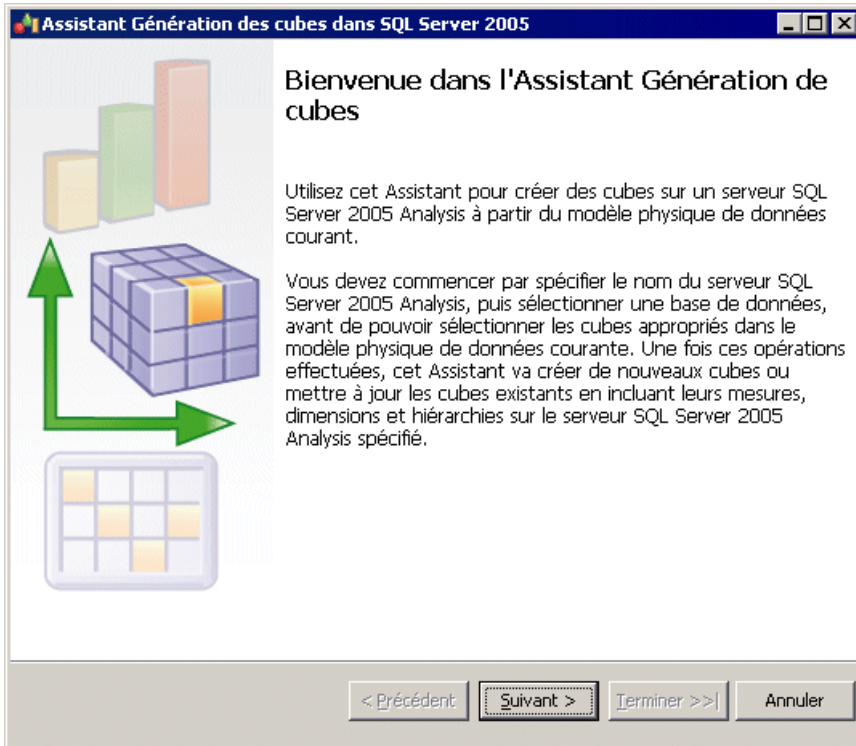 Assistant Génération des cubes dans SQL Server 2005
Bienvenue dans l'Assistant Génération de
cubes
Utilisez cet Assistant pour créer des cubes sur un serveur SQL
Server 2005 Analysis à partir du modèle physique de données
courant.
Vous devez commencer par spécifier le nom du serveur SQL
Server 2005 Analysis, puis sélectionner une base de données,
avant de pouvoir sélectionner les cubes appropriés dans le
modèle physique de données courante. Une fois ces opérations
effectuées, cet Assistant va créer de nouveaux cubes ou
mettre à jour les cubes existants en incluant leurs mesures,
dimensions et hiérarchies sur le serveur SQL Server 2005
Analysis spécifié.
< Précédent Suivant > Terminer >>| Annuler